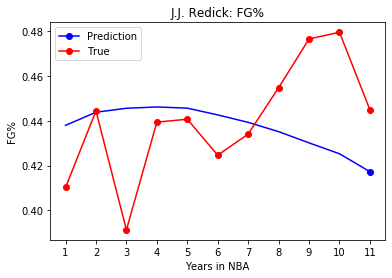 J.J. Redick: FG%
Prediction
True
0.48
0.46
0.44
0.42
0.40
FG%
1 2 3 4 5 6 7 8 9 10 11
Years in NBA